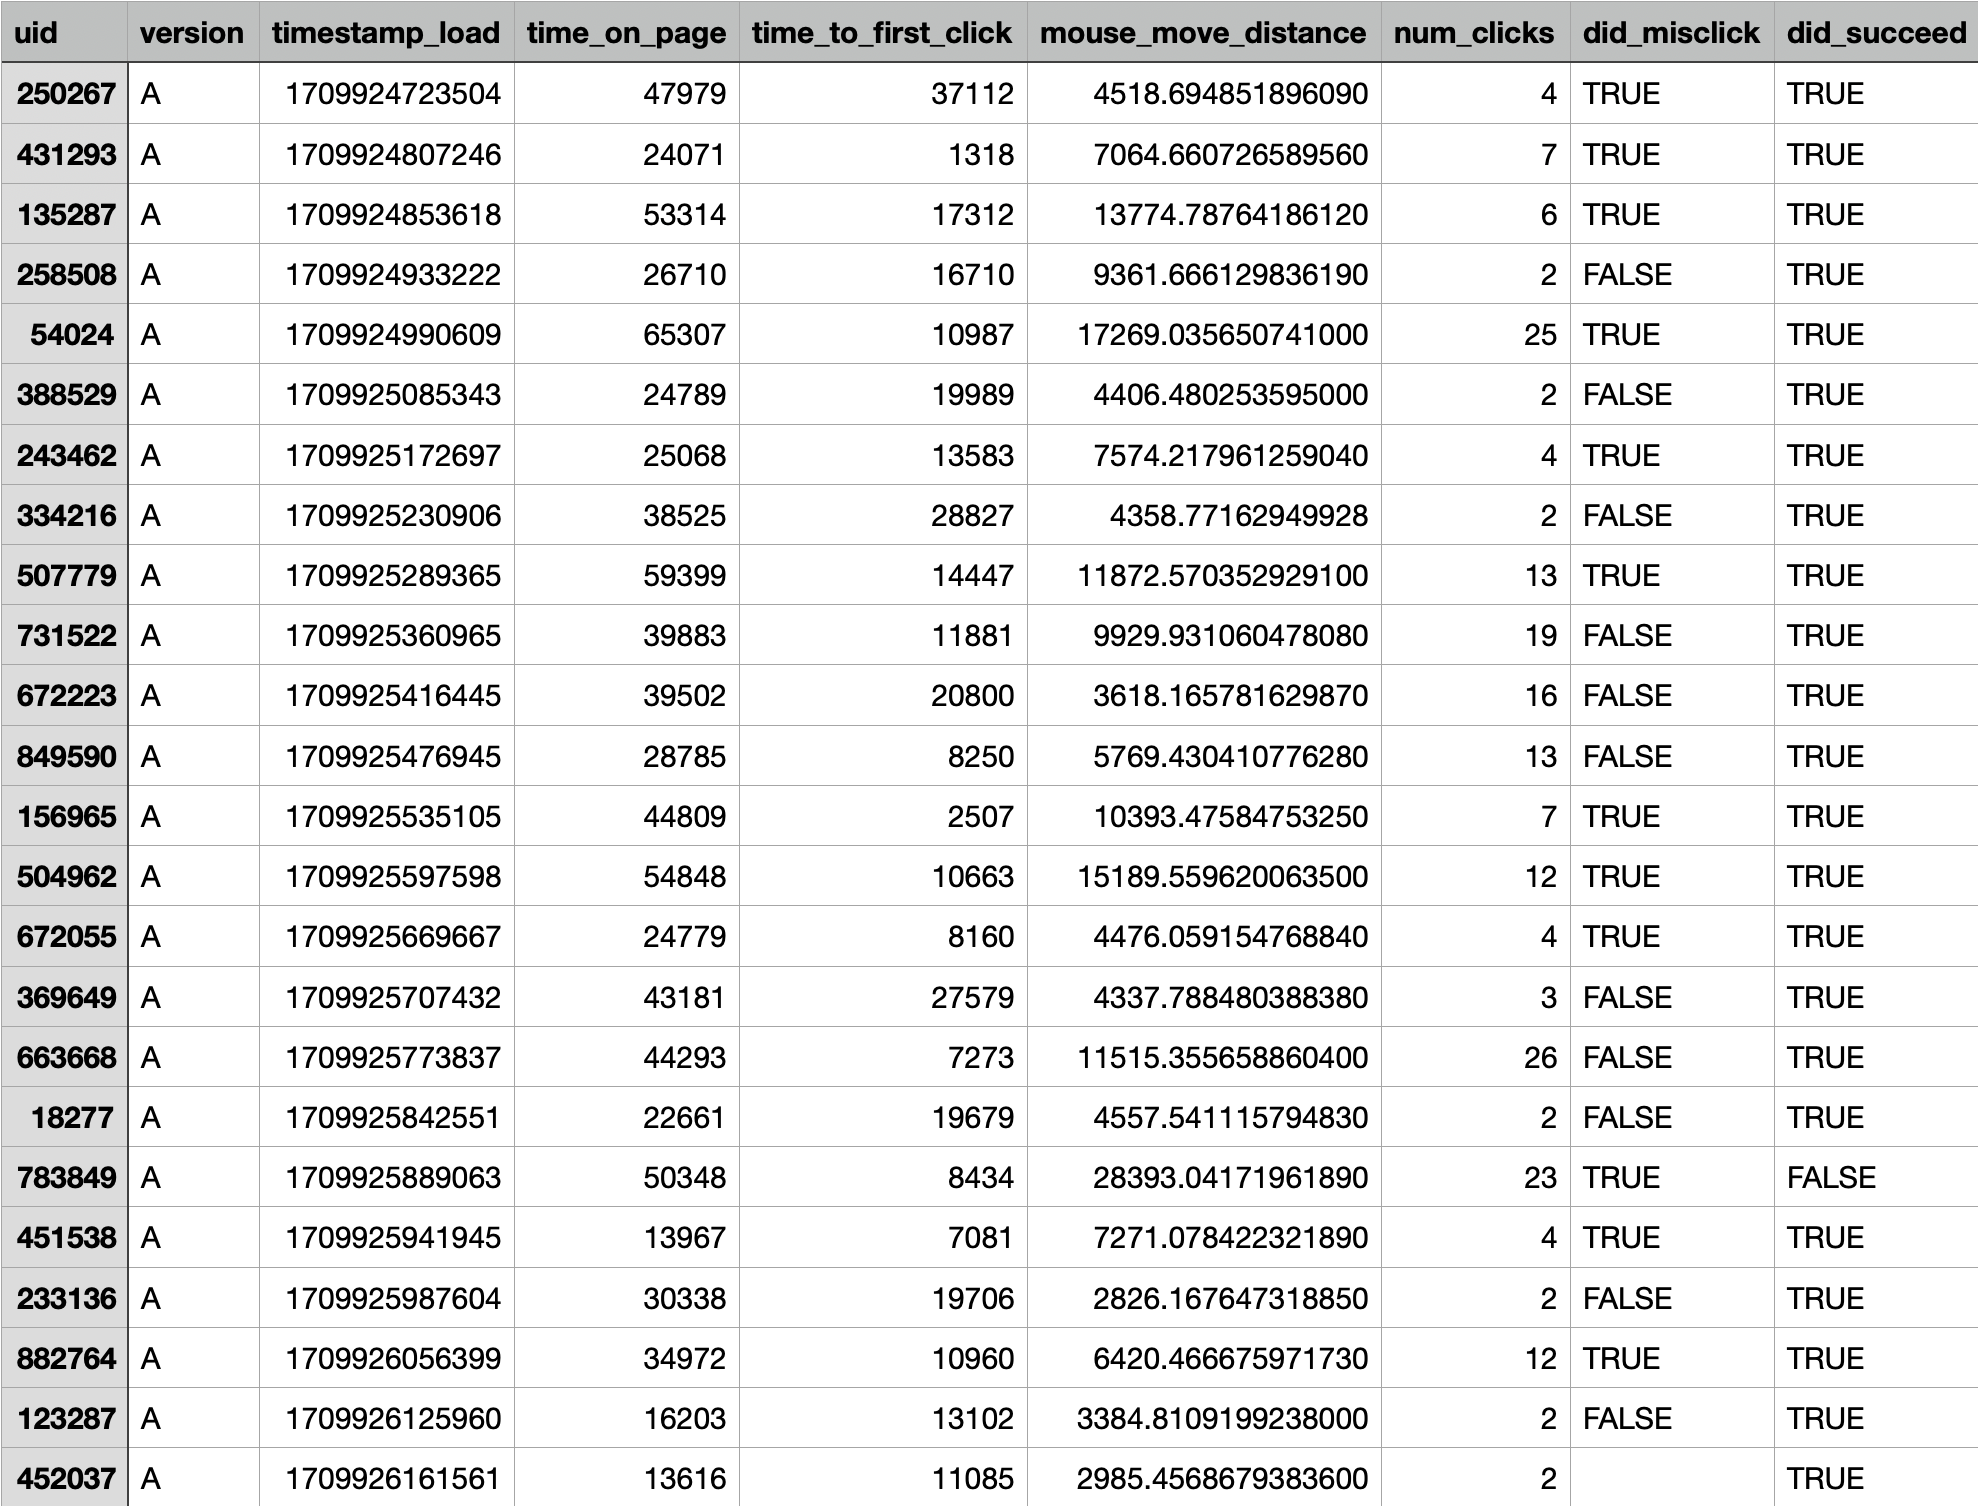 uid version timestamp_load time_on_page time_to_first_click mouse_move_distance num_clicks did_misclick did_succeed
250267 A 1709924723504 47979 37112 4518.694851896090 4 TRUE TRUE
431293 A 1709924807246 24071 1318 7064.660726589560 7 TRUE TRUE
135287 A 1709924853618 53314 17312 13774.78764186120 6 TRUE TRUE
258508 A 1709924933222 26710 16710 9361.666129836190 2 FALSE TRUE
54024 A 1709924990609 65307 10987 17269.035650741000 25 TRUE TRUE
388529 A 1709925085343 24789 19989 4406.480253595000 2 FALSE TRUE
243462 A 1709925172697 25068 13583 7574.217961259040 4 TRUE TRUE
334216 A 1709925230906 38525 28827 4358.77162949928 2 FALSE TRUE
507779 A 1709925289365 59399 14447 11872.570352929100 13 TRUE TRUE
731522 A 1709925360965 39883 11881 9929.931060478080 19 FALSE TRUE
672223 A 1709925416445 39502 20800 3618.165781629870 16 FALSE TRUE
849590 A 1709925476945 28785 8250 5769.430410776280 13 FALSE TRUE
156965 A 1709925535105 44809 2507 10393.47584753250 7 TRUE TRUE
504962 A 1709925597598 54848 10663 15189.559620063500 12 TRUE TRUE
672055 A 1709925669667 24779 8160 4476.059154768840 4 TRUE TRUE
369649 A 1709925707432 43181 27579 4337.788480388380 3 FALSE TRUE
663668 A 1709925773837 44293 7273 11515.355658860400 26 FALSE TRUE
18277 A 1709925842551 22661 19679 4557.541115794830 2 FALSE TRUE
783849 A 1709925889063 50348 8434 28393.04171961890 23 TRUE FALSE
451538 A 1709925941945 13967 7081 7271.078422321890 4 TRUE TRUE
233136 A 1709925987604 30338 19706 2826.167647318850 2 FALSE TRUE
882764 A 1709926056399 34972 10960 6420.466675971730 12 TRUE TRUE
123287 A 1709926125960 16203 13102 3384.8109199238000 2 FALSE TRUE
452037 A 1709926161561 13616 11085 2985.4568679383600 2 TRUE